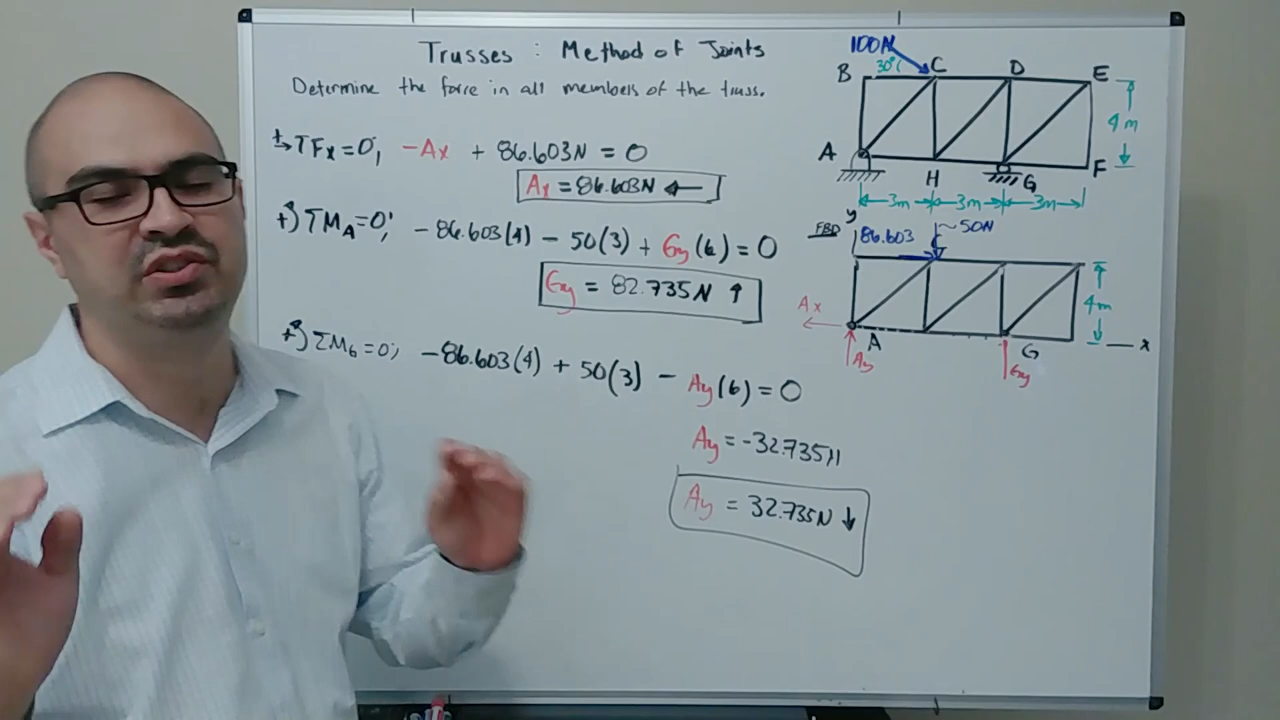 Trusses : Method of Joints
Determine the force in all members of the truss.
+→ ΣFx=0; -Ax + 86.603N = 0
Ax = 86.603N ←
+↺ ΣMA=0; -86.603(4) - 50(3) + Gy(6) = 0
Gy = 82.735N ↑
+↺ ΣMG=0; -86.603(4) + 50(3) - Ay(6) = 0
Ay = -32.735N
Ay = 32.735N ↓
100N
30°
B C D E
4m
A H G F
3m 3m 3m
FBD y 86.603 50N
4m
Ax
A G x
Ay Gy